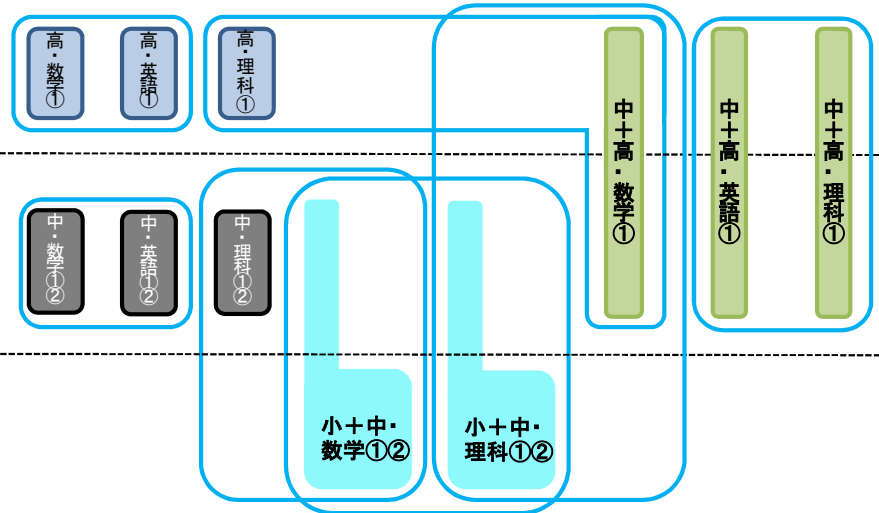 高・数学①
高・英語①
高・理科①
中＋高・数学①
中＋高・英語①
中＋高・理科①
中・数学①②
中・英語①②
中・理科①②
小＋中・
数学①②
小＋中・
理科①②